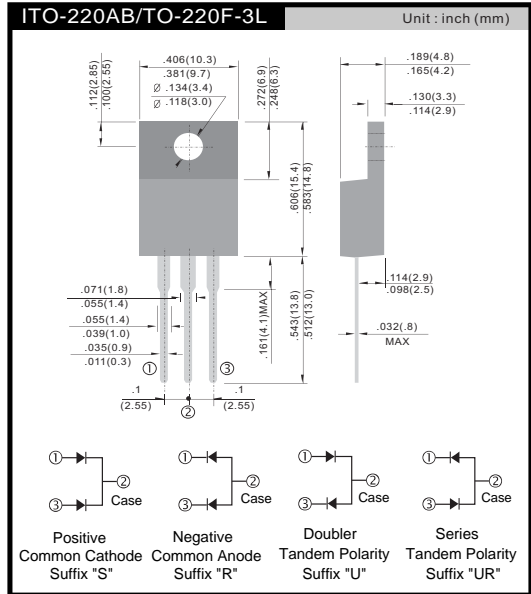 ITO-220AB/TO-220F-3L
Unit : inch (mm)
.406(10.3)
.381(9.7)
Ø .134(3.4)
Ø .118(3.0)
.112(2.85)
.100(2.55)
.272(6.9)
.248(6.3)
.189(4.8)
.165(4.2)
.130(3.3)
.114(2.9)
.606(15.4)
.583(14.8)
.071(1.8)
.055(1.4)
.055(1.4)
.039(1.0)
.035(0.9)
.011(0.3)
.161(4.1)MAX
.543(13.8)
.512(13.0)
.114(2.9)
.098(2.5)
.032(.8)
MAX
① ③
.1
(2.55)
②
.1
(2.55)
① ① ① ①
② ② ② ②
Case Case Case Case
③ ③ ③ ③
Positive
Common Cathode
Suffix "S"
Negative
Common Anode
Suffix "R"
Doubler
Tandem Polarity
Suffix "U"
Series
Tandem Polarity
Suffix "UR"